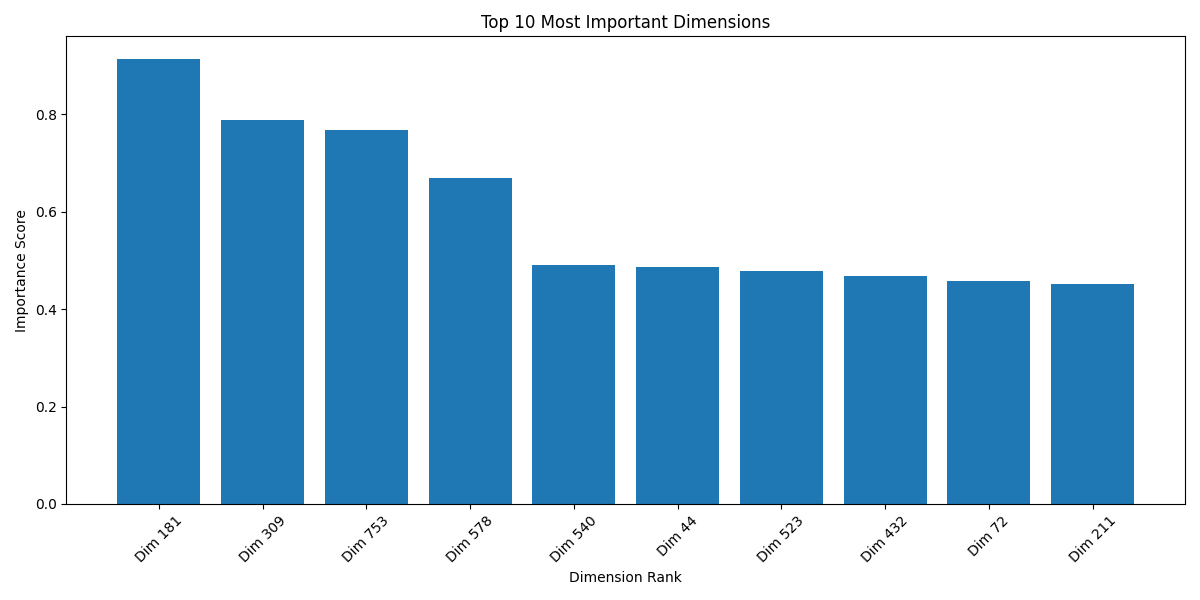 Top 10 Most Important Dimensions
Importance Score
0.8
0.6
0.4
0.2
0.0
Dim 181
Dim 309
Dim 753
Dim 578
Dim 540
Dim 44
Dim 523
Dim 432
Dim 72
Dim 211
Dimension Rank